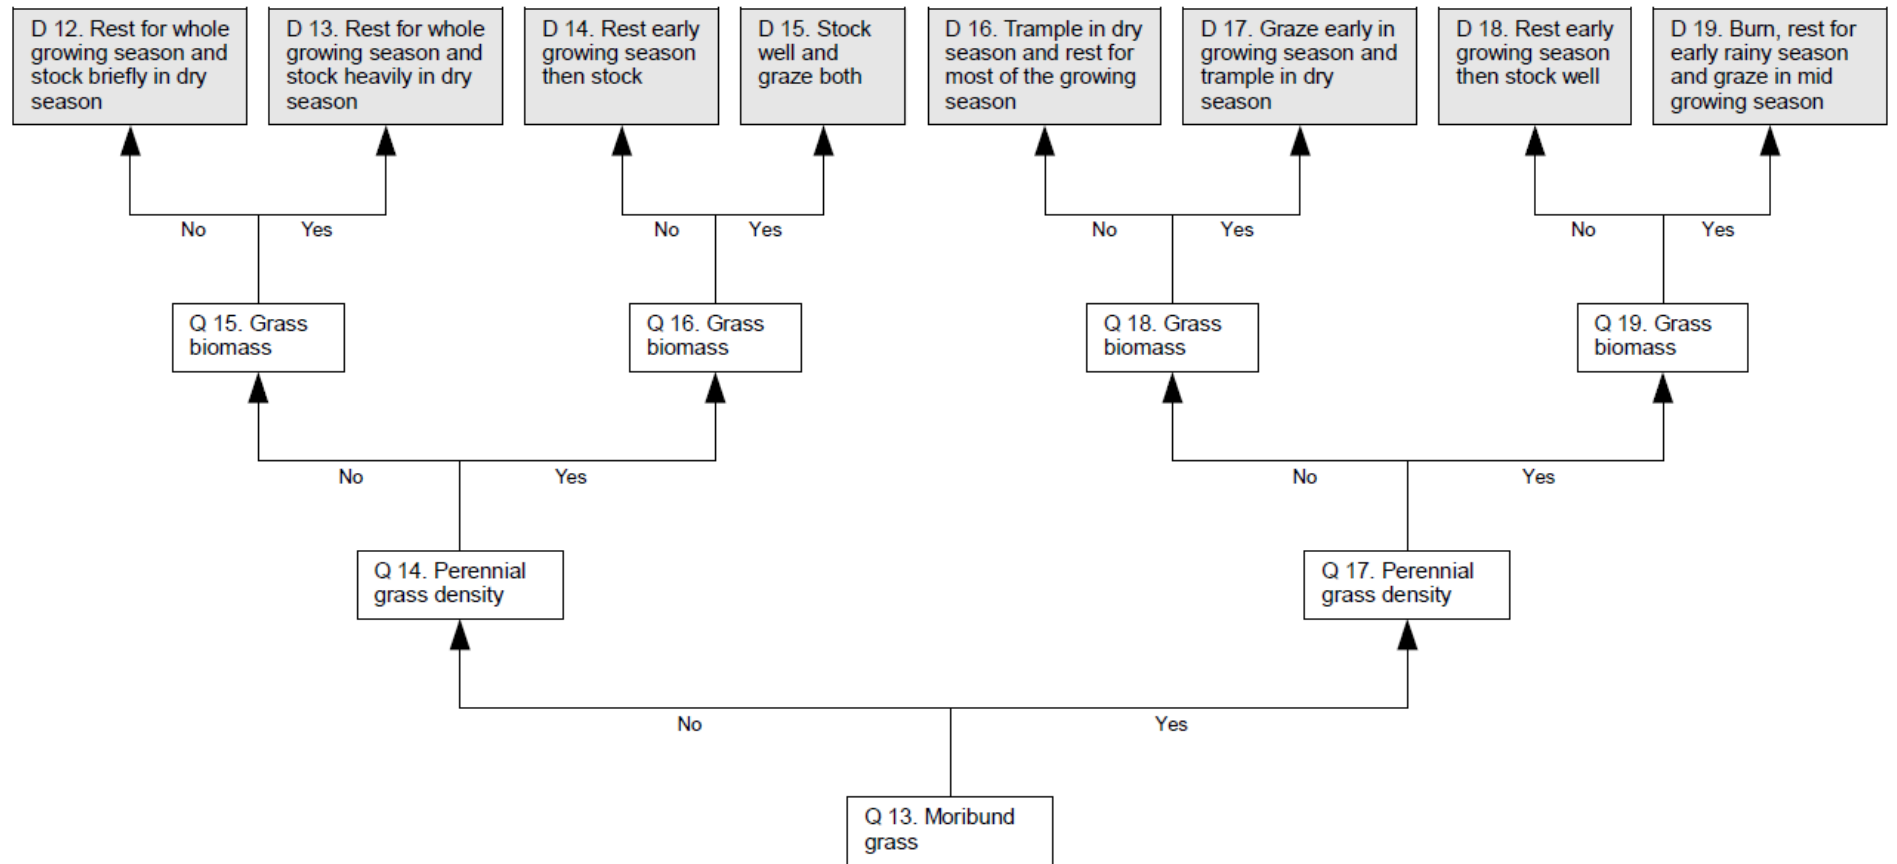 D 12. Rest for whole
growing season and
stock briefly in dry
season
D 13. Rest for whole
growing season and
stock heavily in dry
season
D 14. Rest early
growing season
then stock
D 15. Stock
well and
graze both
D 16. Trample in dry
season and rest for
most of the growing
season
D 17. Graze early in
growing season and
trample in dry
season
D 18. Rest early
growing season
then stock well
D 19. Burn, rest for
early rainy season
and graze in mid
growing season
No
Yes
No
Yes
No
Yes
No
Yes
Q 15. Grass
biomass
Q 16. Grass
biomass
Q 18. Grass
biomass
Q 19. Grass
biomass
No
Yes
No
Yes
Q 14. Perennial
grass density
Q 17. Perennial
grass density
No
Yes
Q 13. Moribund
grass